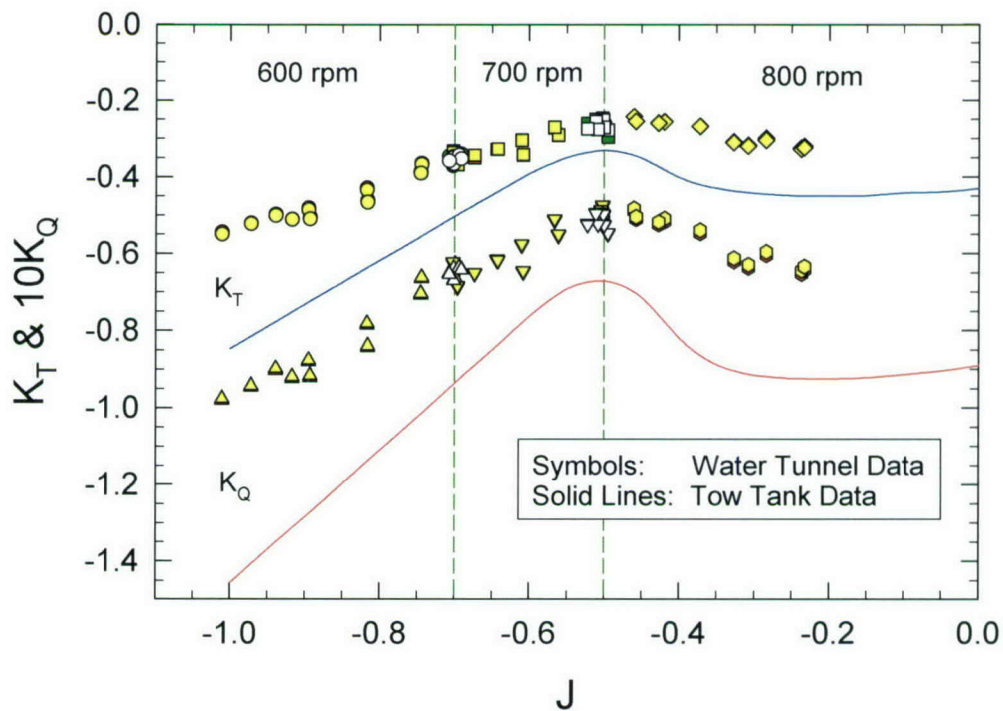 0.0
-0.2
-0.4
-0.6
-0.8
-1.0
-1.2
-1.4
K_T & 10K_Q
600 rpm
700 rpm
800 rpm
K_T
K_Q
Symbols: Water Tunnel Data
Solid Lines: Tow Tank Data
-1.0 -0.8 -0.6 -0.4 -0.2 0.0
J